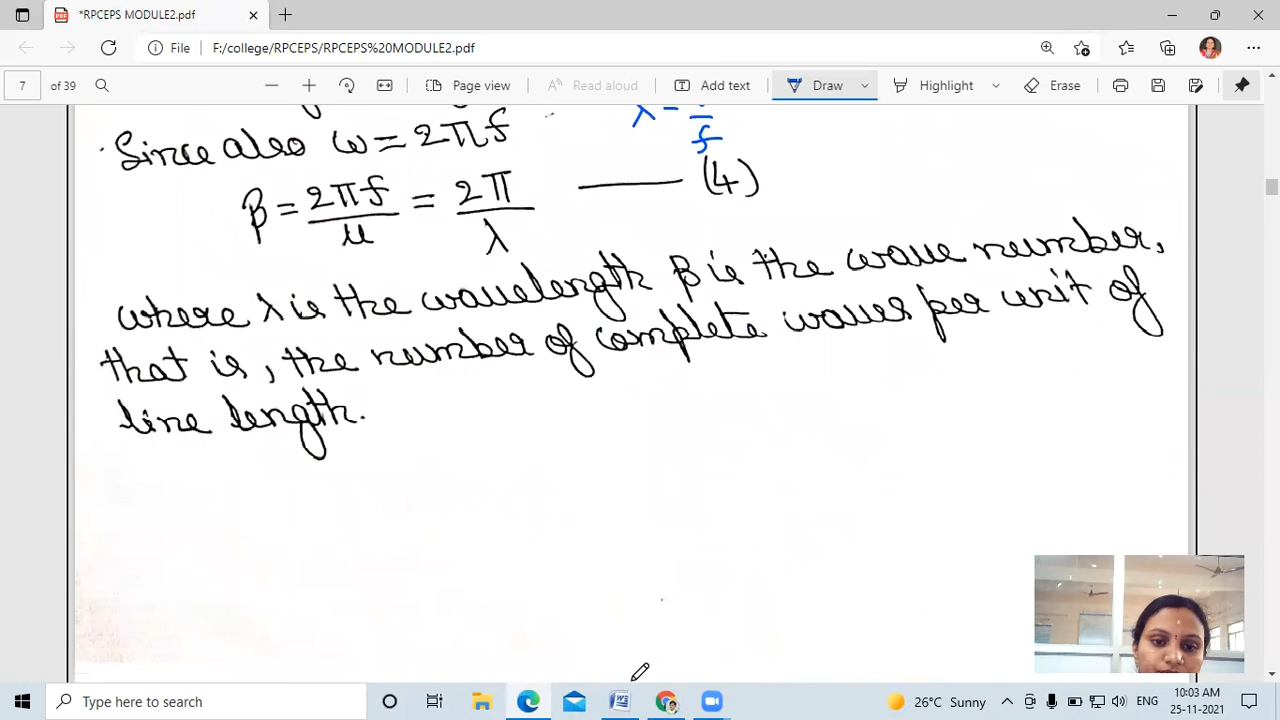 *RPCEPS MODULE2.pdf
File F:/college/RPCEPS/RPCEPS%20MODULE2.pdf
7 of 39 Page view Read aloud Add text Draw Highlight Erase
Since also ω = 2πf
β = 2πf/u = 2π/λ —— (4)
where λ is the wavelength β is the wave number,
that is, the number of complete waves per unit of
line length.
Type here to search 26°C Sunny ENG 10:03 AM
25-11-2021